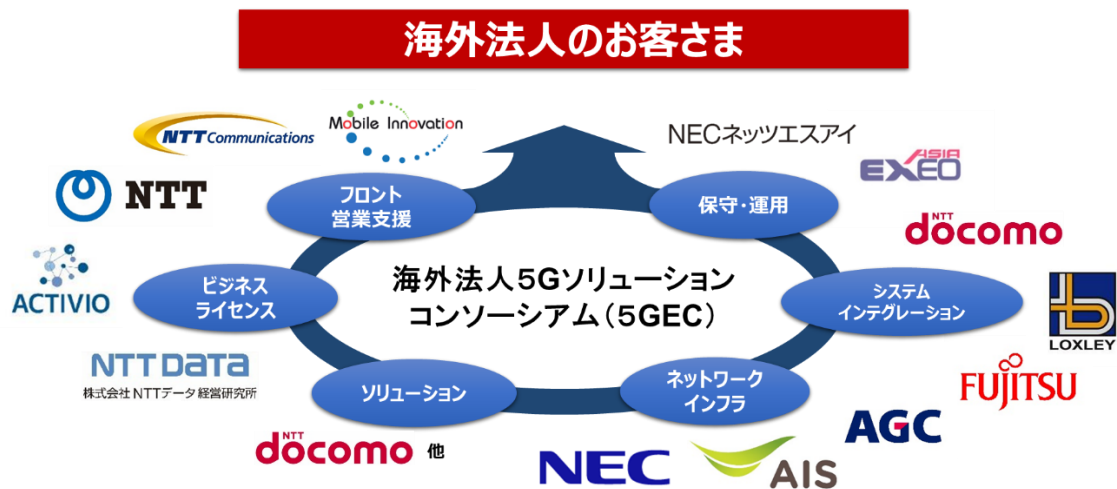 海外法人のお客さま
NTT Communications
Mobile Innovation
NECネッツエスアイ
EXEO ASIA
NTT
フロント
営業支援
保守・運用
NTT
döcomo
ACTIVIO
ビジネス
ライセンス
海外法人5Gソリューション
コンソーシアム(5GEC)
システム
インテグレーション
LOXLEY
NTT DATA
株式会社NTTデータ経営研究所
ソリューション
ネットワーク
インフラ
FUJITSU
AGC
NTT
döcomo 他
NEC
AIS